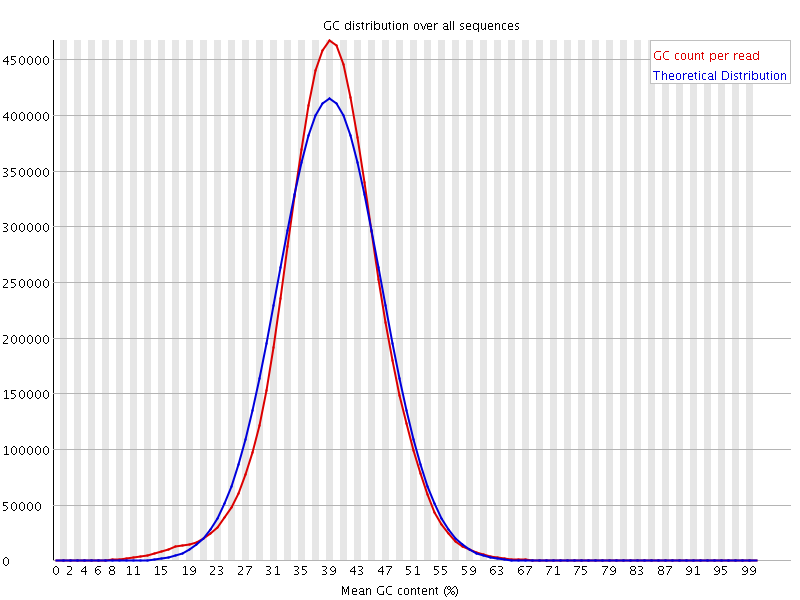 GC distribution over all sequences
GC count per read
Theoretical Distribution
450000
400000
350000
300000
250000
200000
150000
100000
50000
0
0 2 4 6 8 11 15 19 23 27 31 35 39 43 47 51 55 59 63 67 71 75 79 83 87 91 95 99
Mean GC content (%)